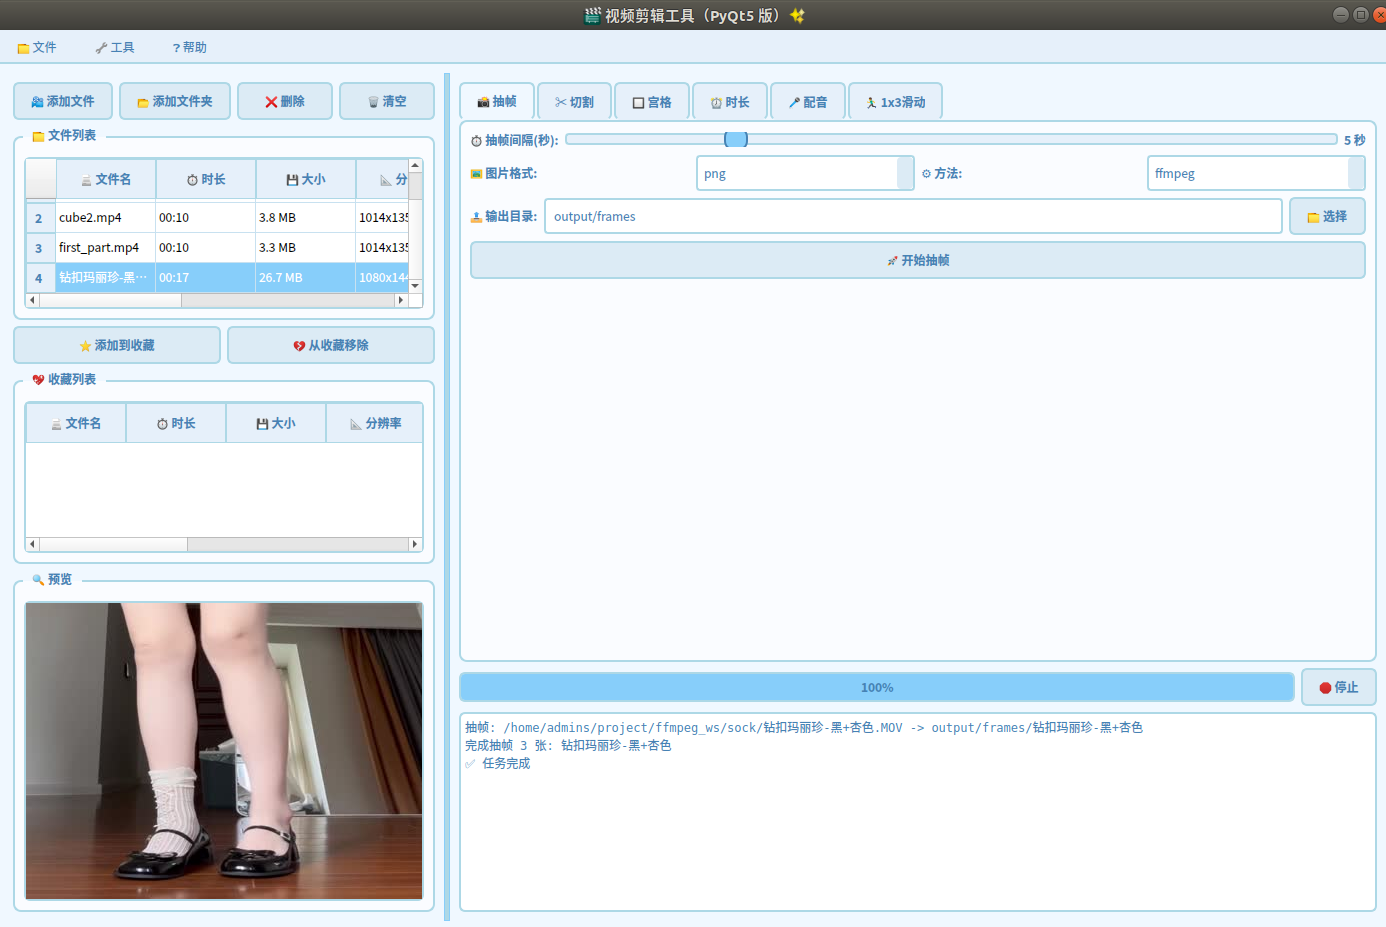 视频剪辑工具（PyQt5 版）
文件 工具 ? 帮助
添加文件 添加文件夹 删除 清空
文件列表
文件名 时长 大小 分
2 cube2.mp4 00:10 3.8 MB 1014x135
3 first_part.mp4 00:10 3.3 MB 1014x135
4 钻扣玛丽珍-黑… 00:17 26.7 MB 1080x144
添加到收藏 从收藏移除
收藏列表
文件名 时长 大小 分辨率
预览
抽帧 切割 宫格 时长 配音 1x3滑动
抽帧间隔(秒): 5 秒
图片格式: png 方法: ffmpeg
输出目录: output/frames 选择
开始抽帧
100% 停止
抽帧: /home/admins/project/ffmpeg_ws/sock/钻扣玛丽珍-黑+杏色.MOV -> output/frames/钻扣玛丽珍-黑+杏色
完成抽帧 3 张: 钻扣玛丽珍-黑+杏色
✅ 任务完成